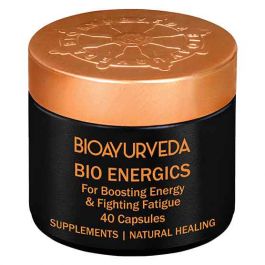 BIOAYURVEDA
BIO ENERGICS
For Boosting Energy
& Fighting Fatigue
40 Capsules
SUPPLEMENTS | NATURAL HEALING